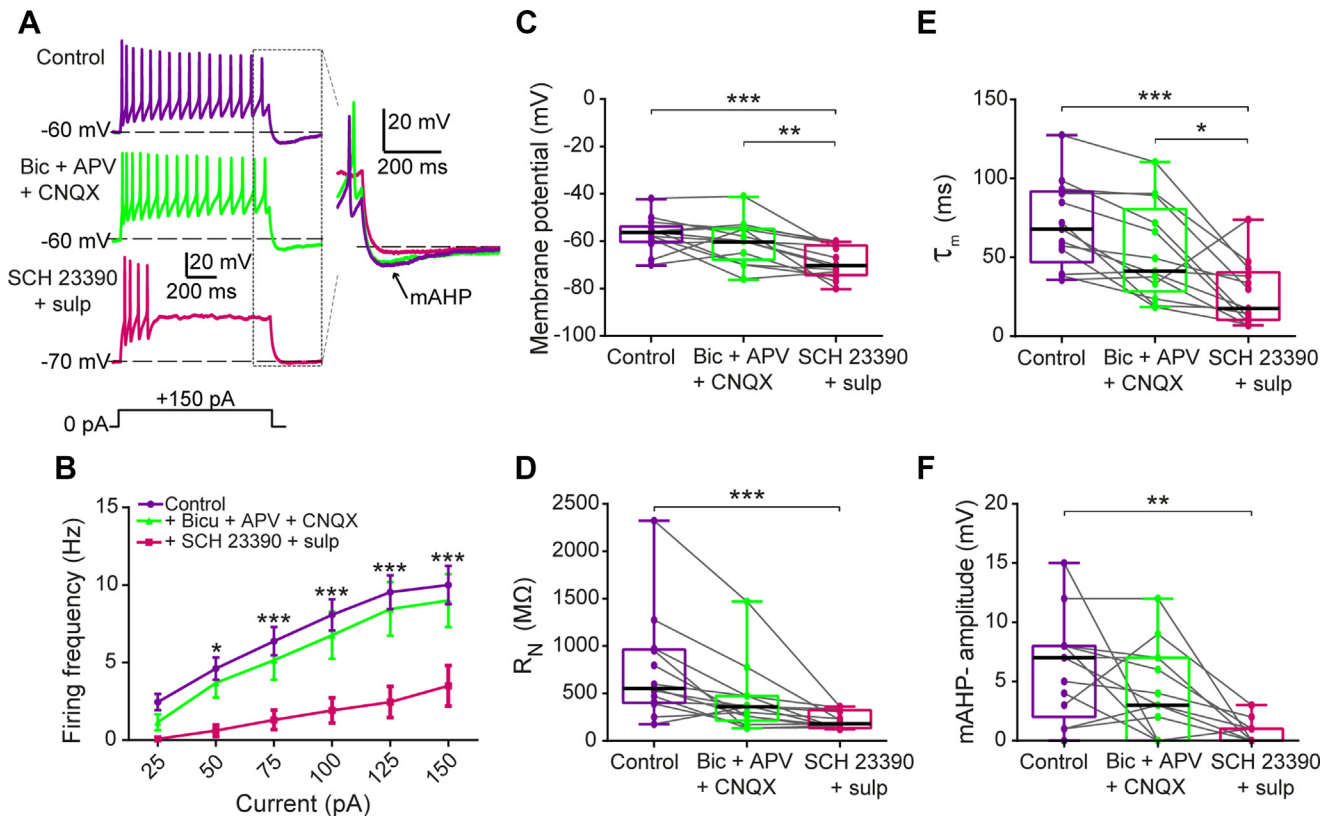 A
Control
-60 mV
Bic + APV
+ CNQX
-60 mV
SCH 23390
+ sulp
-70 mV
20 mV
200 ms
20 mV
200 ms
mAHP
+150 pA
0 pA
B
Firing frequency (Hz)
15
10
5
0
Control
+ Bicu + APV + CNQX
+ SCH 23390 + sulp
*
***
***
***
***
25
50
75
100
125
150
Current (pA)
C
Membrane potential (mV)
0
-20
-40
-60
-80
-100
***
**
Control
Bic + APV
+ CNQX
SCH 23390
+ sulp
D
R_N (MΩ)
2500
2000
1500
1000
500
0
***
Control
Bic + APV
+ CNQX
SCH 23390
+ sulp
E
τ_m (ms)
150
100
50
0
***
*
Control
Bic + APV
+ CNQX
SCH 23390
+ sulp
F
mAHP- amplitude (mV)
20
15
10
5
0
**
Control
Bic + APV
+ CNQX
SCH 23390
+ sulp